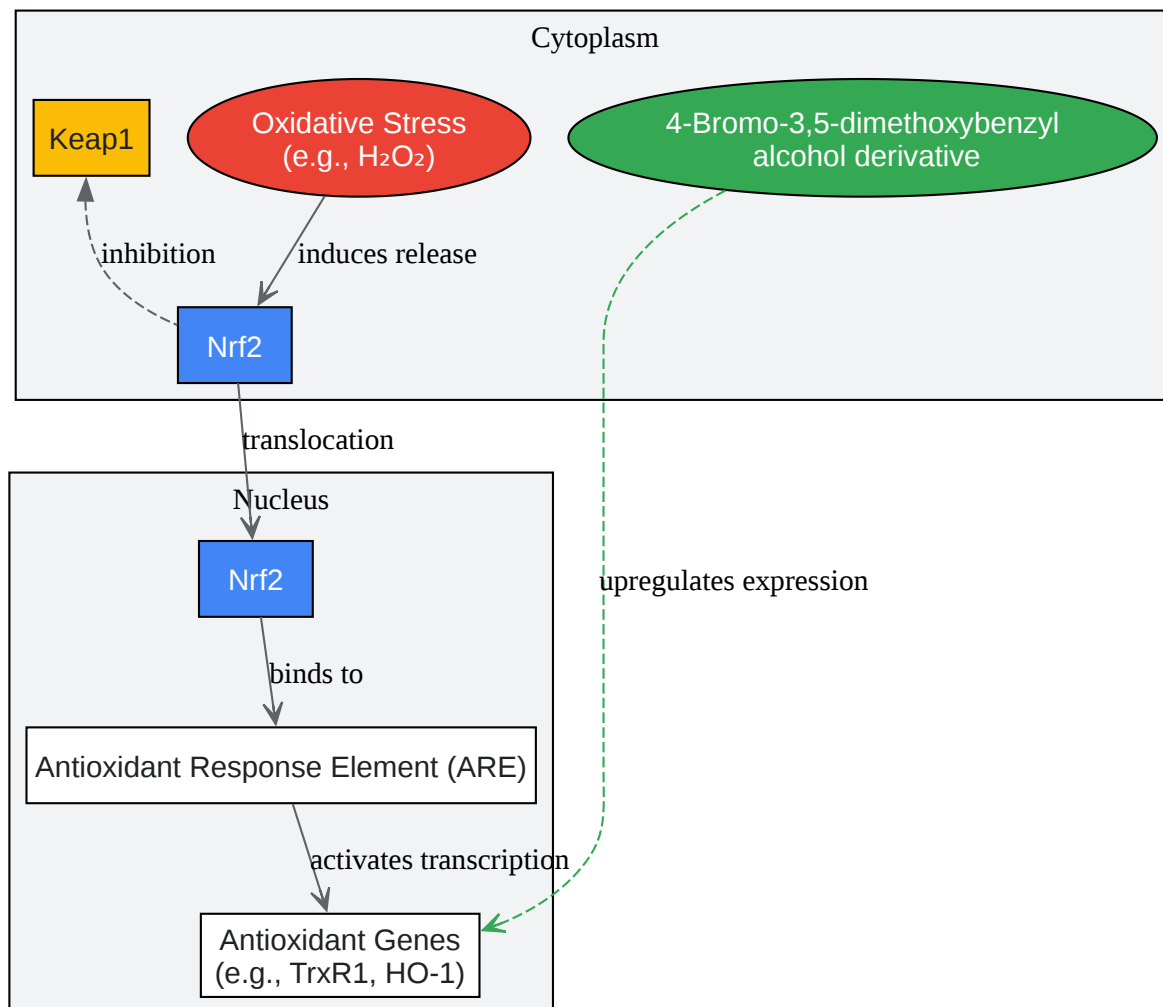 Cytoplasm
Keap1
Oxidative Stress
(e.g., H₂O₂)
4-Bromo-3,5-dimethoxybenzyl
alcohol derivative
inhibition
induces release
Nrf2
translocation
Nucleus
Nrf2
upregulates expression
binds to
Antioxidant Response Element (ARE)
activates transcription
Antioxidant Genes
(e.g., TrxR1, HO-1)